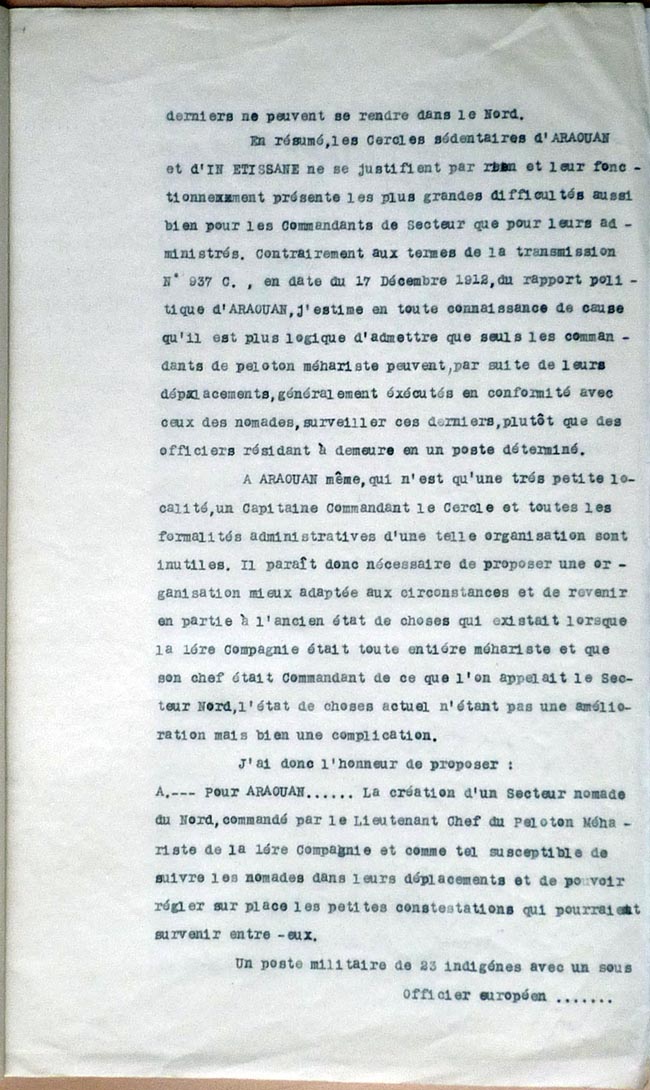 derniers ne peuvent se rendre dans le Nord.
En résumé,les Cercles sédentaires d'ARAOUAN
et d'IN ETISSANE ne se justifient par rien et leur fonc -
tionnement présente les plus grandes difficultés aussi
bien pour les Commandants de Secteur que pour leurs ad -
ministrés. Contrairement aux termes de la transmission
N° 937 C. , en date du 17 Décembre 1912,du rapport poli -
tique d'ARAOUAN,j'estime en toute connaissance de cause
qu'il est plus logique d'admettre que seuls les comman -
dants de peloton méhariste peuvent,par suite de leurs
déplacements,généralement éxécutés en conformité avec
ceux des nomades,surveiller ces derniers,plutôt que des
officiers résidant à demeure en un poste déterminé.
A ARAOUAN même,qui n'est qu'une trés petite lo-
calité,un Capitaine Commandant le Cercle et toutes les
formalités administratives d'une telle organisation sont
inutiles. Il paraît donc nécessaire de proposer une or -
ganisation mieux adaptée aux circonstances et de revenir
en partie à l'ancien état de choses qui existait lorsque
la 1ére Compagnie était toute entiére méhariste et que
son chef était Commandant de ce que l'on appelait le Sec-
teur Nord,l'état de choses actuel n'étant pas une amélio-
ration mais bien une complication.
J'ai donc l'honneur de proposer :
A.--- Pour ARAOUAN...... La création d'un Secteur nomade
du Nord,commandé par le Lieutenant Chef du Peloton Méha -
riste de la 1ére Compagnie et comme tel susceptible de
suivre les nomades dans leurs déplacements et de pouvoir
régler sur place les petites constestations qui pourraient
survenir entre -eux.
Un poste militaire de 23 indigénes avec un sous
Officier européen .......